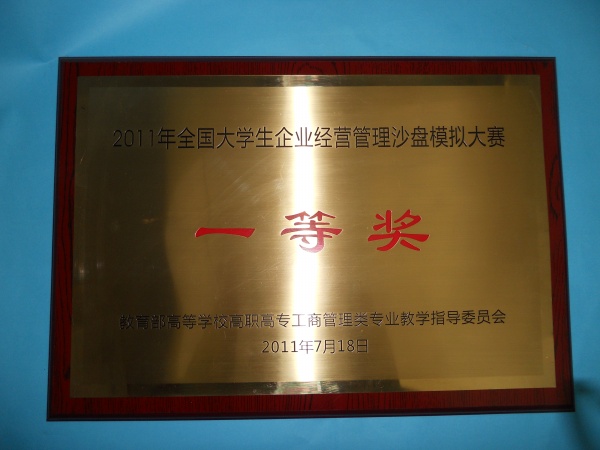 2011年全国大学生企业经营管理沙盘模拟大赛
一等奖
教育部高等学校高职高专工商管理类专业教学指导委员会
2011年7月18日